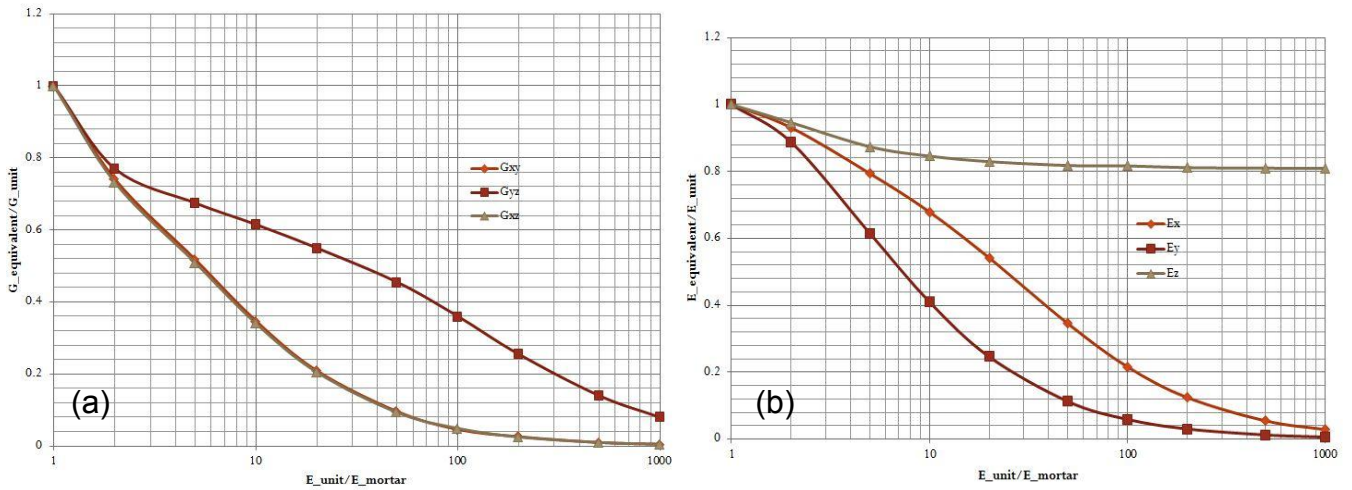 1.2
1
0.8
0.6
0.4
0.2
0
G_equivalent/G_unit
Gxy
Gyz
Gxz
(a)
1 10 100 1000
E_unit/E_mortar
1.2
1
0.8
0.6
0.4
0.2
0
E_equivalent/E_unit
Ex
Ey
Ez
(b)
1 10 100 1000
E_unit/E_mortar